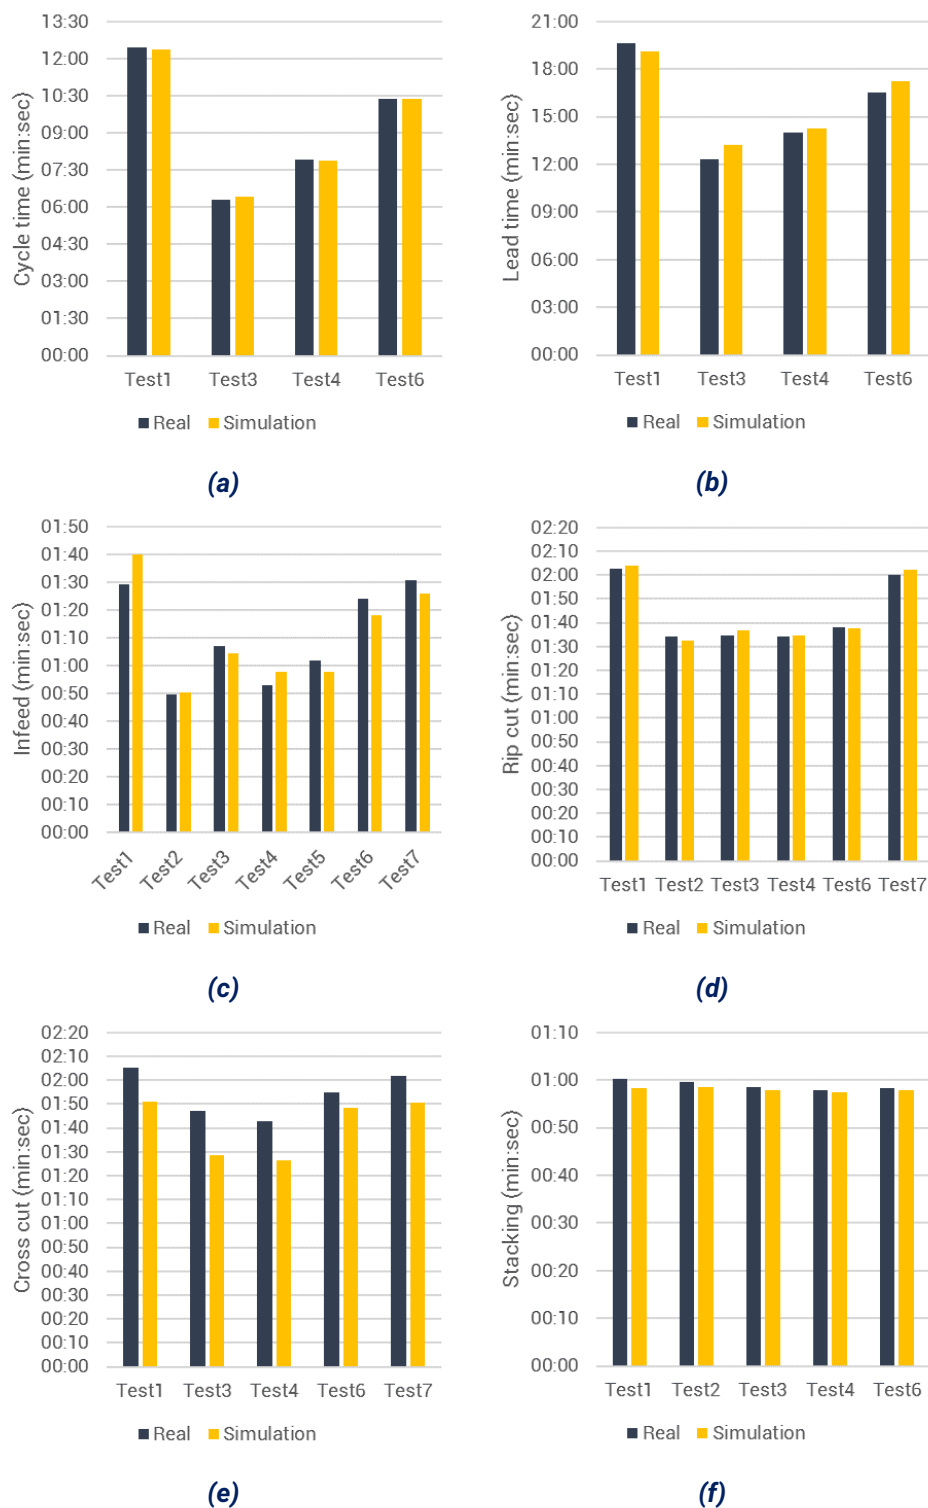 13:30
12:00
10:30
09:00
07:30
06:00
04:30
03:00
01:30
00:00
Cycle time (min:sec)
Test1 Test3 Test4 Test6
Real Simulation
(a)
21:00
18:00
15:00
12:00
09:00
06:00
03:00
00:00
Lead time (min:sec)
Test1 Test3 Test4 Test6
Real Simulation
(b)
01:50
01:40
01:30
01:20
01:10
01:00
00:50
00:40
00:30
00:20
00:10
00:00
Infeed (min:sec)
Test1 Test2 Test3 Test4 Test5 Test6 Test7
Real Simulation
(c)
02:20
02:10
02:00
01:50
01:40
01:30
01:10
01:00
00:50
00:40
00:30
00:20
00:10
00:00
Rip cut (min:sec)
Test1 Test2 Test3 Test4 Test6 Test7
Real Simulation
(d)
02:20
02:10
02:00
01:50
01:40
01:30
01:20
01:10
01:00
00:50
00:40
00:30
00:20
00:10
00:00
Cross cut (min:sec)
Test1 Test3 Test4 Test6 Test7
Real Simulation
(e)
01:10
01:00
00:50
00:40
00:30
00:20
00:10
00:00
Stacking (min:sec)
Test1 Test2 Test3 Test4 Test6
Real Simulation
(f)